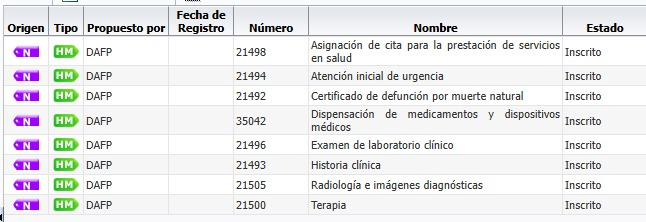 Origen Tipo Propuesto por Fecha de Registro Número Nombre Estado
N HM DAFP 21498 Asignación de cita para la prestación de servicios en salud Inscrito
N HM DAFP 21494 Atención inicial de urgencia Inscrito
N HM DAFP 21492 Certificado de defunción por muerte natural Inscrito
N HM DAFP 35042 Dispensación de medicamentos y dispositivos médicos Inscrito
N HM DAFP 21496 Examen de laboratorio clínico Inscrito
N HM DAFP 21493 Historia clínica Inscrito
N HM DAFP 21505 Radiología e imágenes diagnósticas Inscrito
N HM DAFP 21500 Terapia Inscrito